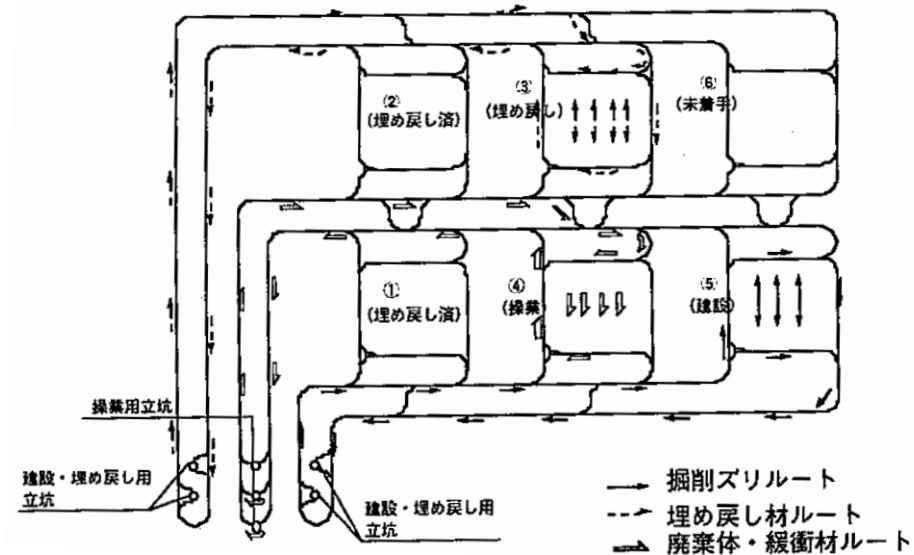 ②
(埋め戻し済)
③
(埋め戻し)
⑥
(未着手)
①
(埋め戻し済)
④
(操業)
⑤
(建設)
操業用立坑
建設・埋め戻し用
立坑
建設・埋め戻し用
立坑
掘削ズリルート
埋め戻し材ルート
廃棄体・緩衝材ルート